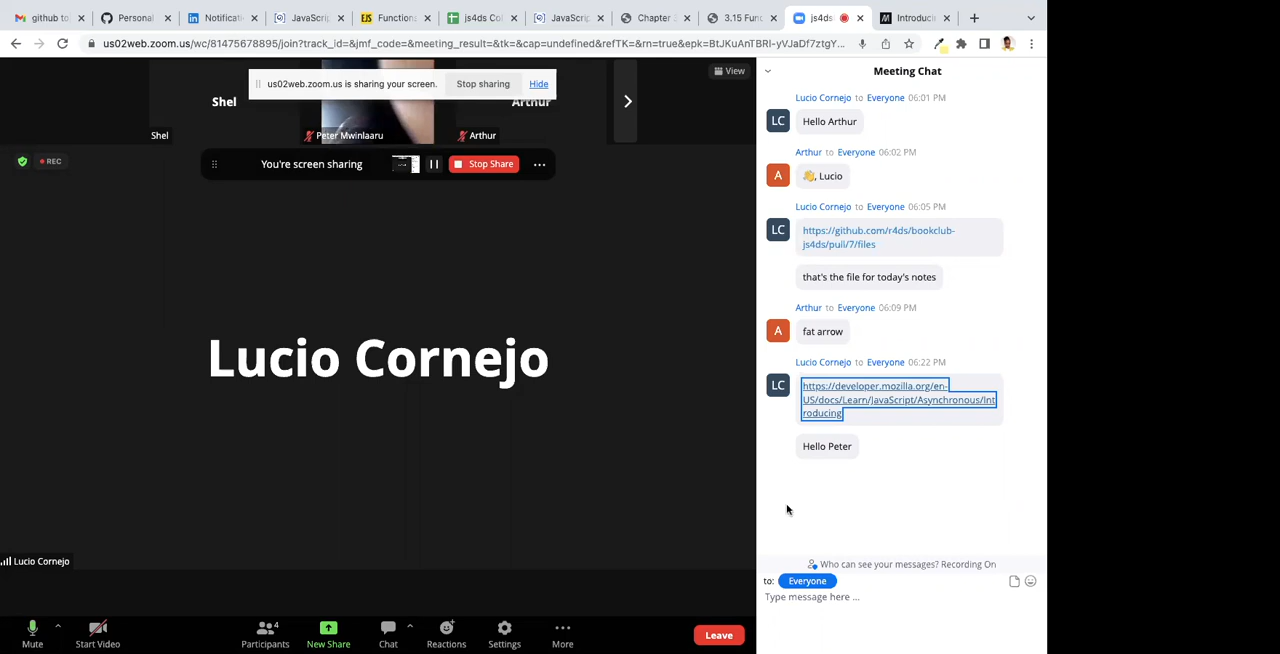 github to
Personal
Notificati
JavaScrip
EJS Functiona
js4ds Col
JavaScrip
Chapter 2
3.15 Func
js4ds
Introducin
us02web.zoom.us/wc/81475678895/join?track_id=&jmf_code=&meeting_result=&tk=&cap=undefined&refTK=&rn=true&epk=BtJKuAnTBRI-yVJaDf7ztgY...
us02web.zoom.us is sharing your screen.
Stop sharing
Hide
View
Shel
Arthur
Shel
Peter Mwinlaaru
Arthur
REC
You're screen sharing
Stop Share
Lucio Cornejo
Lucio Cornejo
Mute
Start Video
Participants 4
New Share
Chat
Reactions
Settings
More
Leave
Meeting Chat
Lucio Cornejo to Everyone 06:01 PM
LC
Hello Arthur
Arthur to Everyone 06:02 PM
A
👋, Lucio
Lucio Cornejo to Everyone 06:05 PM
LC
https://github.com/r4ds/bookclub-
js4ds/pull/7/files
that's the file for today's notes
Arthur to Everyone 06:09 PM
A
fat arrow
Lucio Cornejo to Everyone 06:22 PM
LC
https://developer.mozilla.org/en-
US/docs/Learn/JavaScript/Asynchronous/Int
roducing
Hello Peter
Who can see your messages? Recording On
to: Everyone
Type message here ...